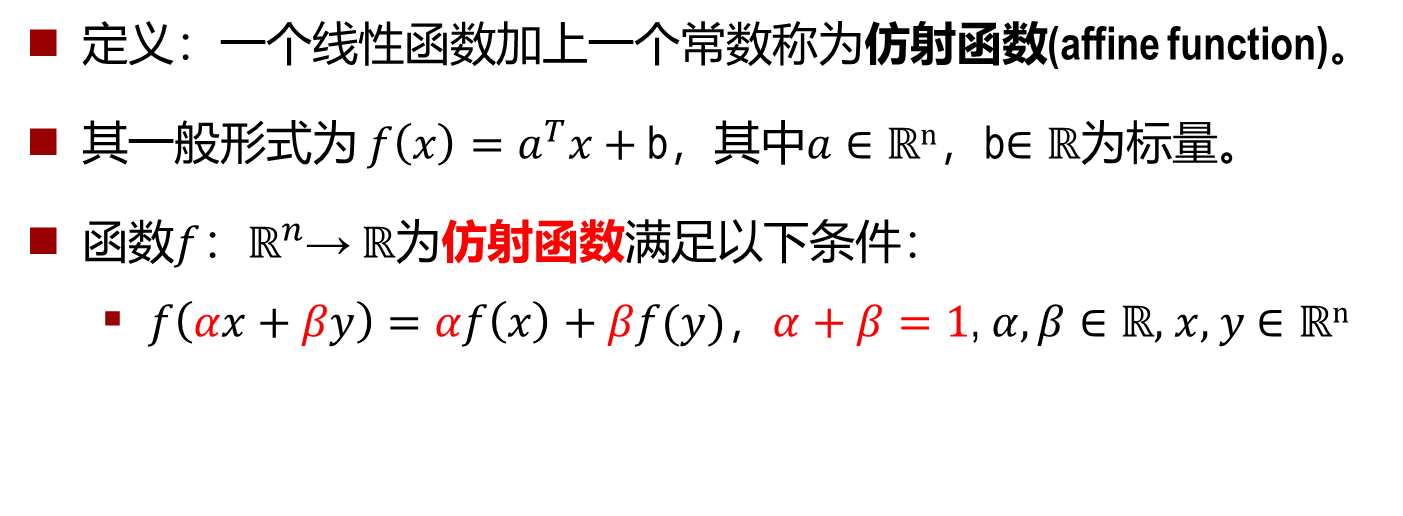 定义：一个线性函数加上一个常数称为仿射函数(affine function)。
其一般形式为 𝑓(𝑥) = 𝑎ᵀ𝑥 + b，其中𝑎 ∈ ℝⁿ，b∈ ℝ为标量。
函数𝑓：ℝⁿ→ ℝ为仿射函数满足以下条件：
𝑓(𝛼𝑥 + 𝛽𝑦) = 𝛼𝑓(𝑥) + 𝛽𝑓(𝑦)，𝛼 + 𝛽 = 1, 𝛼, 𝛽 ∈ ℝ, 𝑥, 𝑦 ∈ ℝⁿ